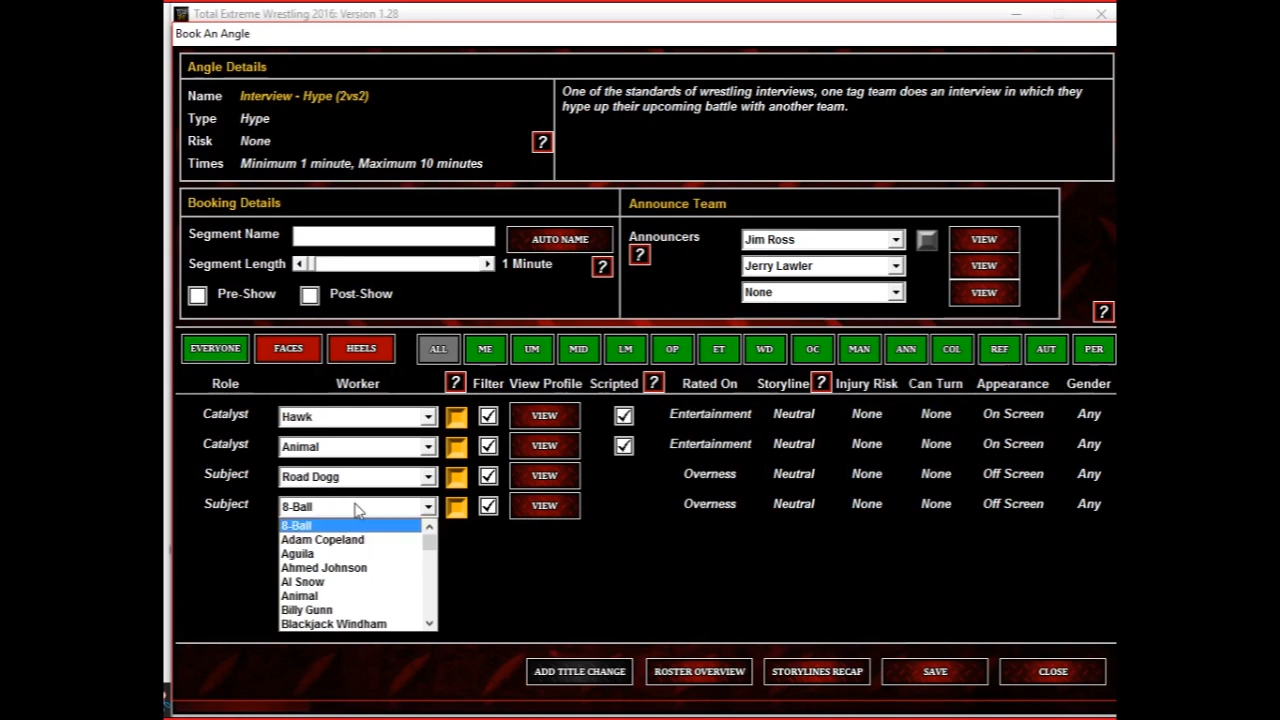 Total Extreme Wrestling 2016: Version 1.28
Book An Angle
Angle Details
Name Interview - Hype (2vs2)
Type Hype
Risk None
?
Times Minimum 1 minute, Maximum 10 minutes
One of the standards of wrestling interviews, one tag team does an interview in which they
hype up their upcoming battle with another team.
Booking Details
Segment Name AUTO NAME
Segment Length 1 Minute ?
Pre-Show Post-Show
Announce Team
Announcers Jim Ross VIEW
? Jerry Lawler VIEW
None VIEW
?
EVERYONE FACES HEELS ALL ME UM MID LM OP ET WD OC MAN ANN COL REF AUT PER
Role Worker ? Filter View Profile Scripted ? Rated On Storyline ? Injury Risk Can Turn Appearance Gender
Catalyst Hawk VIEW Entertainment Neutral None None On Screen Any
Catalyst Animal VIEW Entertainment Neutral None None On Screen Any
Subject Road Dogg VIEW Overness Neutral None None Off Screen Any
Subject 8-Ball VIEW Overness Neutral None None Off Screen Any
8-Ball
Adam Copeland
Aguila
Ahmed Johnson
Al Snow
Animal
Billy Gunn
Blackjack Windham
ADD TITLE CHANGE ROSTER OVERVIEW STORYLINES RECAP SAVE CLOSE